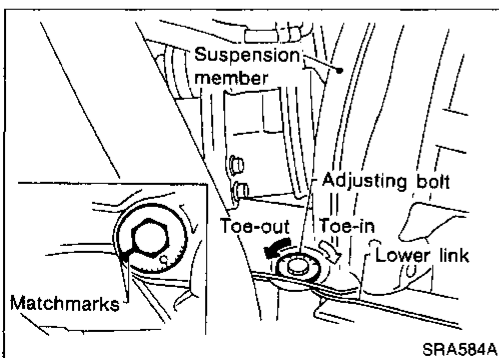 Suspension
member
Adjusting bolt
Toe-out
Toe-in
Lower link
Matchmarks
SRA584A